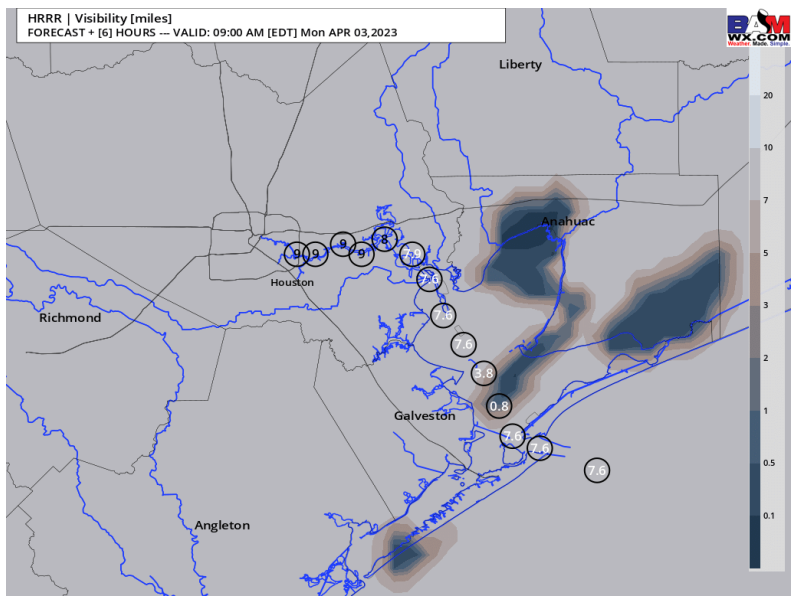 HRRR | Visibility [miles]
FORECAST + [6] HOURS --- VALID: 09:00 AM [EDT] Mon APR 03,2023
BAM
WX.COM
Weather. Made. Simple.
Liberty
20
10
7
Anahuac
9
9
9
9
8
7.9
5
Houston
7.6
3
Richmond
7.6
7.6
2
3.8
0.8
1
Galveston
7.6
7.6
0.5
7.6
0.1
Angleton